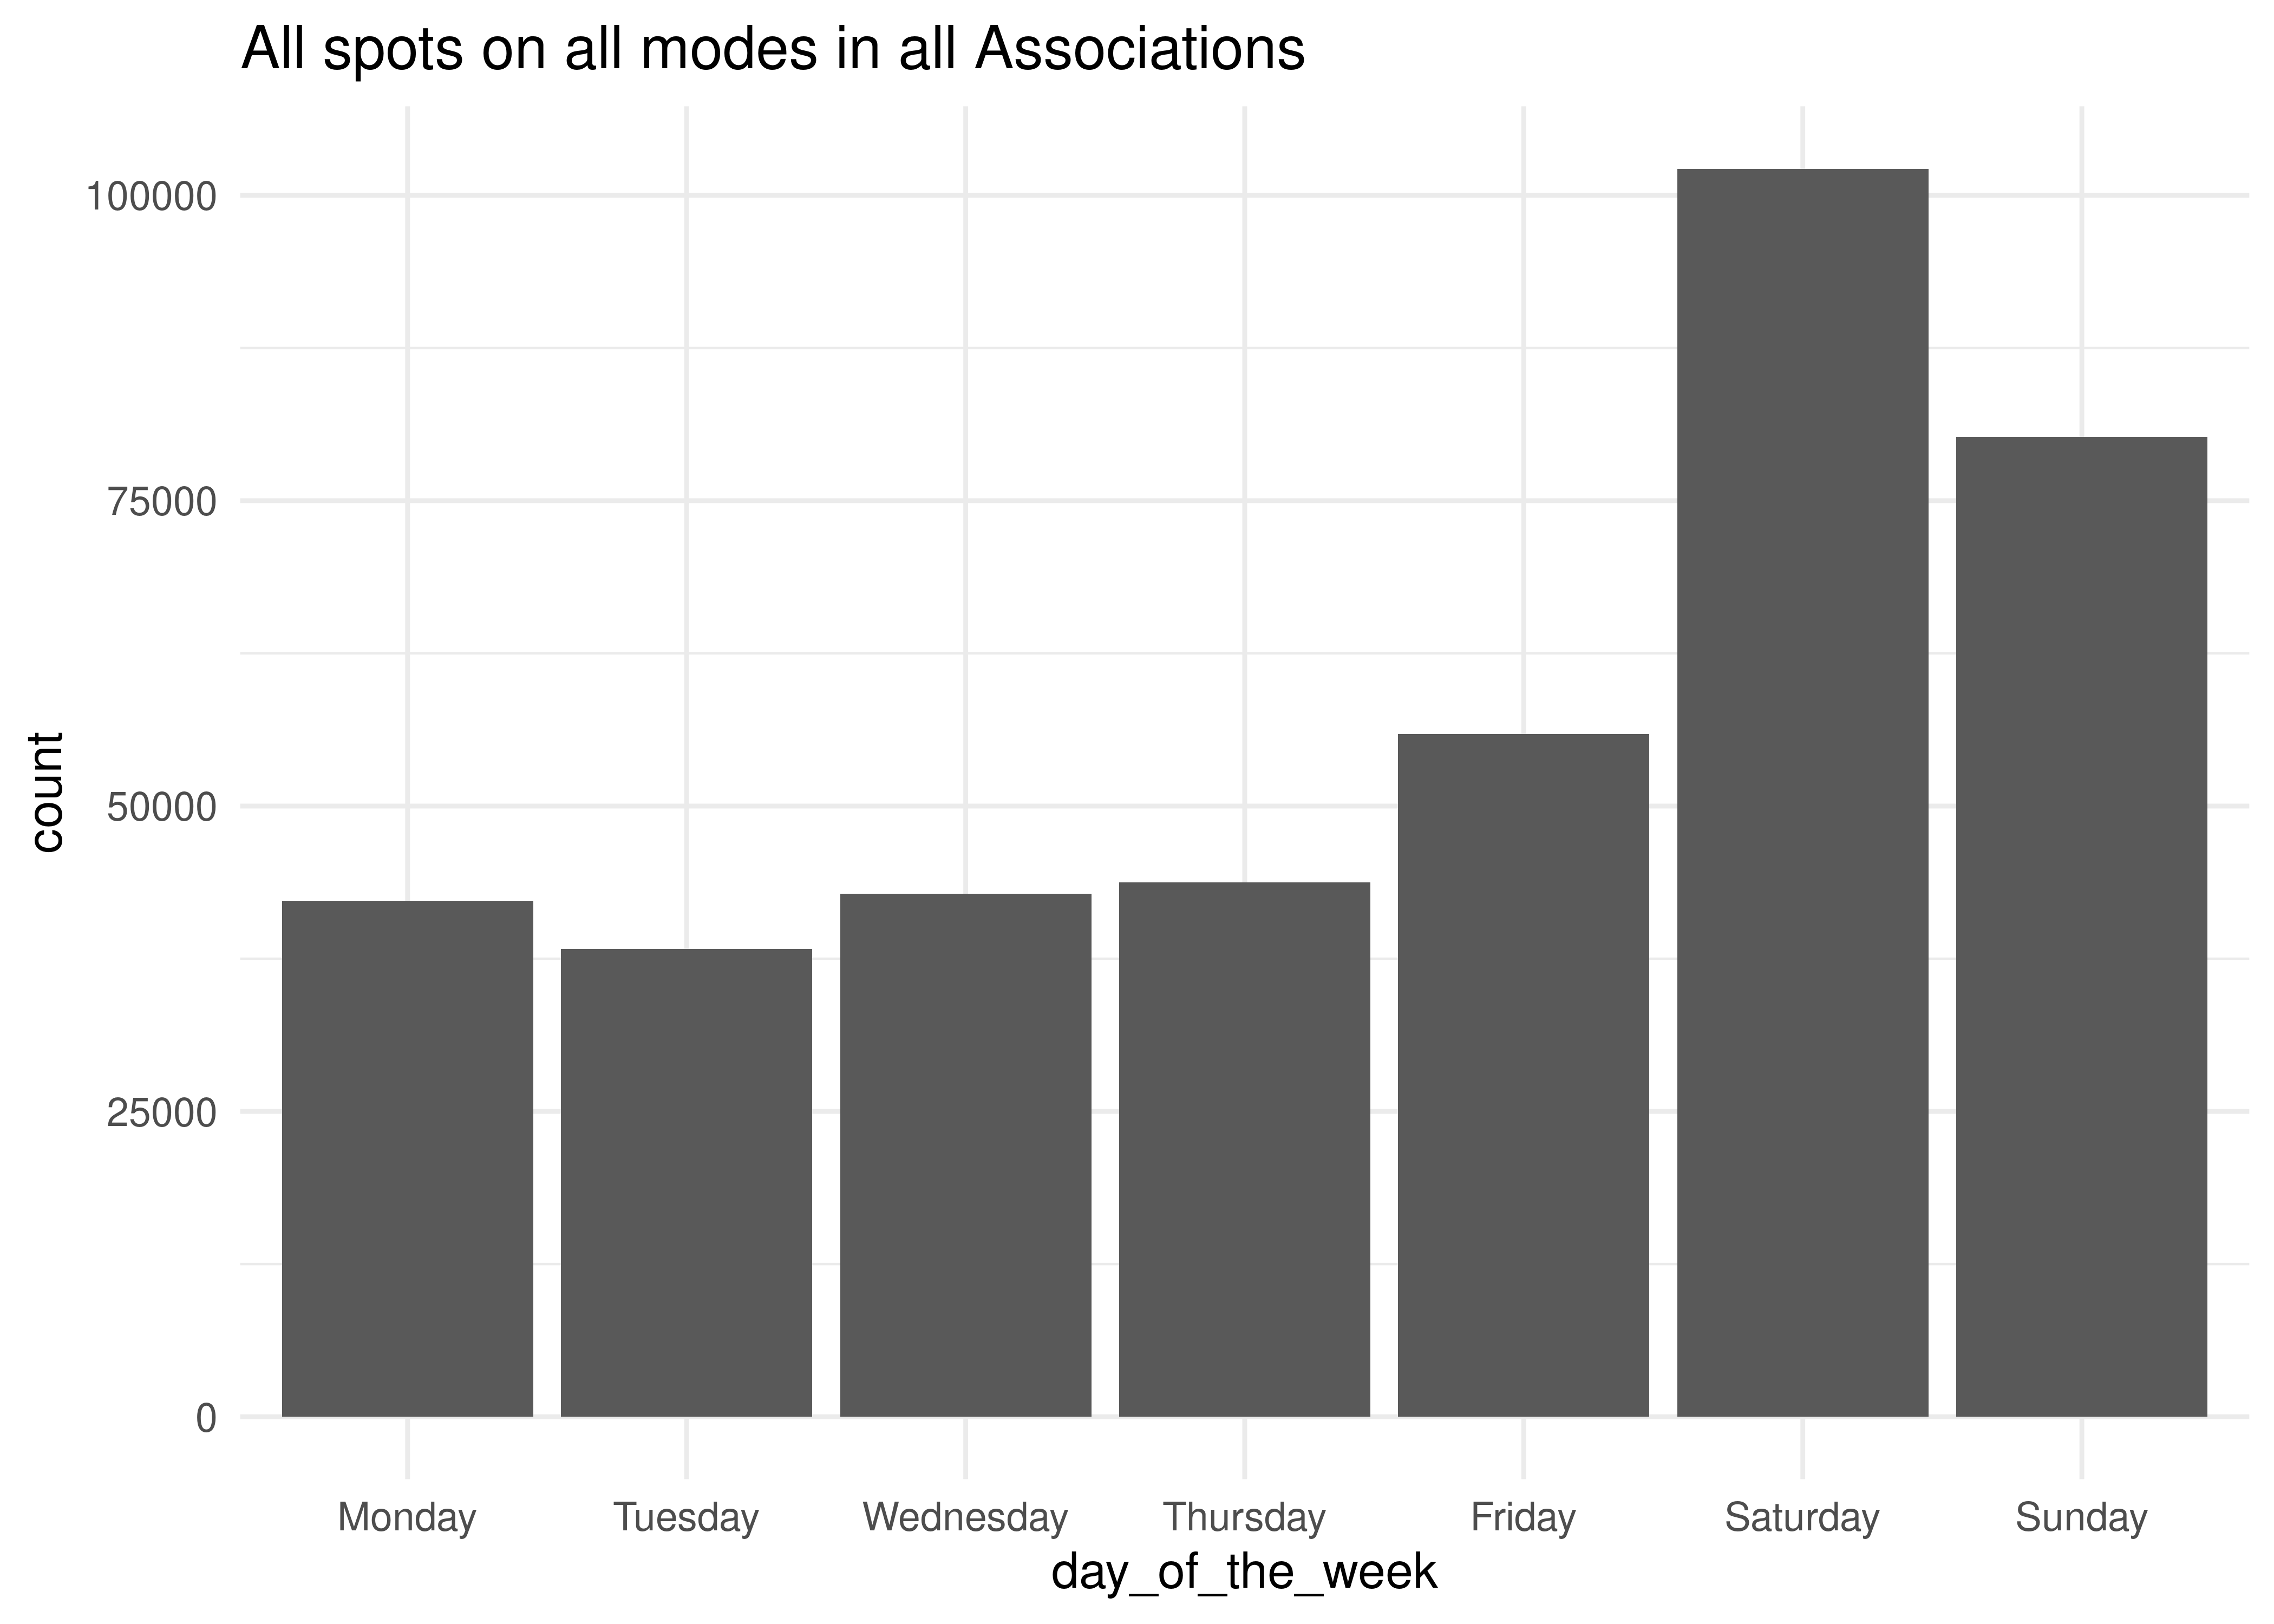 All spots on all modes in all Associations
count
100000
75000
50000
25000
0
Monday Tuesday Wednesday Thursday Friday Saturday Sunday
day_of_the_week